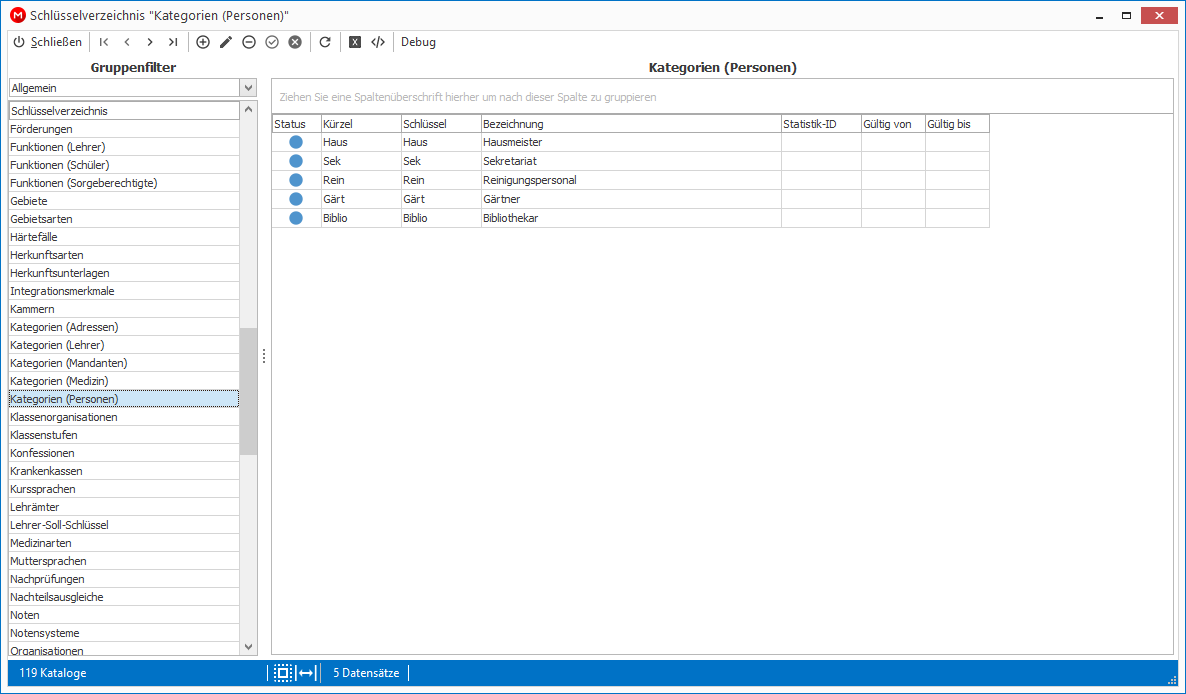 Schlüsselverzeichnis "Kategorien (Personen)"
Schließen
Debug
Gruppenfilter
Allgemein
Schlüsselverzeichnis
Förderungen
Funktionen (Lehrer)
Funktionen (Schüler)
Funktionen (Sorgeberechtigte)
Gebiete
Gebietsarten
Härtefälle
Herkunftsarten
Herkunftsunterlagen
Integrationsmerkmale
Kammern
Kategorien (Adressen)
Kategorien (Lehrer)
Kategorien (Mandanten)
Kategorien (Medizin)
Kategorien (Personen)
Klassenorganisationen
Klassenstufen
Konfessionen
Krankenkassen
Kurssprachen
Lehrämter
Lehrer-Soll-Schlüssel
Medizinarten
Muttersprachen
Nachprüfungen
Nachteilsausgleiche
Noten
Notensysteme
Organisationen
Kategorien (Personen)
Ziehen Sie eine Spaltenüberschrift hierher um nach dieser Spalte zu gruppieren
Status Kürzel Schlüssel Bezeichnung Statistik-ID Gültig von Gültig bis
Haus Haus Hausmeister
Sek Sek Sekretariat
Rein Rein Reinigungspersonal
Gärt Gärt Gärtner
Biblio Biblio Bibliothekar
119 Kataloge 5 Datensätze